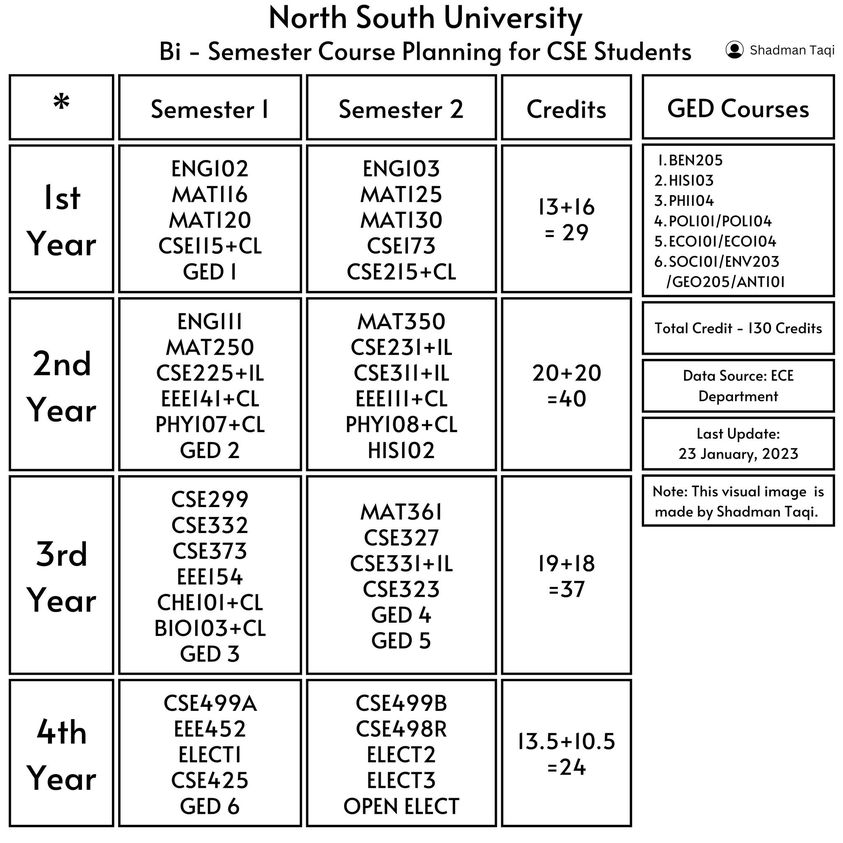 North South University
Bi - Semester Course Planning for CSE Students
Shadman Taqi
*
Semester 1
Semester 2
Credits
GED Courses
1st
Year
ENG102
MAT116
MAT120
CSE115+CL
GED 1
ENG103
MAT125
MAT130
CSE173
CSE215+CL
13+16
= 29
1. BEN205
2. HIS103
3. PHI104
4. POL101/POL104
5. ECO101/ECO104
6. SOC101/ENV203
/GEO205/ANT101
2nd
Year
ENG111
MAT250
CSE225+IL
EEE141+CL
PHY107+CL
GED 2
MAT350
CSE231+IL
CSE311+IL
EEE111+CL
PHY108+CL
HIS102
20+20
=40
Total Credit - 130 Credits
Data Source: ECE
Department
Last Update:
23 January, 2023
Note: This visual image is
made by Shadman Taqi.
3rd
Year
CSE299
CSE332
CSE373
EEE154
CHE101+CL
BIO103+CL
GED 3
MAT361
CSE327
CSE331+IL
CSE323
GED 4
GED 5
19+18
=37
4th
Year
CSE499A
EEE452
ELECT1
CSE425
GED 6
CSE499B
CSE498R
ELECT2
ELECT3
OPEN ELECT
13.5+10.5
=24